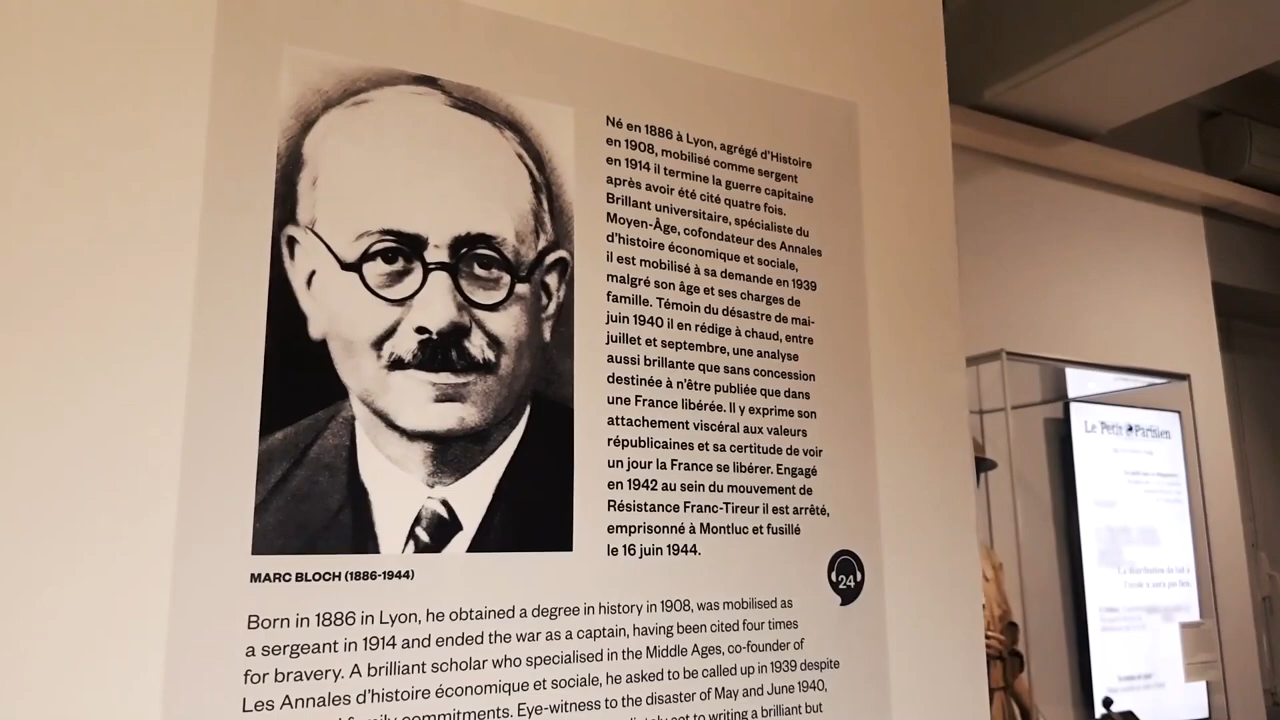 Né en 1886 à Lyon, agrégé d'Histoire
en 1908, mobilisé comme sergent
en 1914 il termine la guerre capitaine
après avoir été cité quatre fois.
Brillant universitaire, spécialiste du
Moyen-Âge, cofondateur des Annales
d'histoire économique et sociale,
il est mobilisé à sa demande en 1939
malgré son âge et ses charges de
famille. Témoin du désastre de mai-
juin 1940 il en rédige à chaud, entre
juillet et septembre, une analyse
aussi brillante que sans concession
destinée à n'être publiée que dans
une France libérée. Il y exprime son
attachement viscéral aux valeurs
républicaines et sa certitude de voir
un jour la France se libérer. Engagé
en 1942 au sein du mouvement de
Résistance Franc-Tireur il est arrêté,
emprisonné à Montluc et fusillé
le 16 juin 1944.
24
MARC BLOCH (1886-1944)
Born in 1886 in Lyon, he obtained a degree in history in 1908, was mobilised as
a sergeant in 1914 and ended the war as a captain, having been cited four times
for bravery. A brilliant scholar who specialised in the Middle Ages, co-founder of
Les Annales d'histoire économique et sociale, he asked to be called up in 1939 despite
family commitments. Eye-witness to the disaster of May and June 1940,
set to writing a brilliant but
Le Petit Parisien